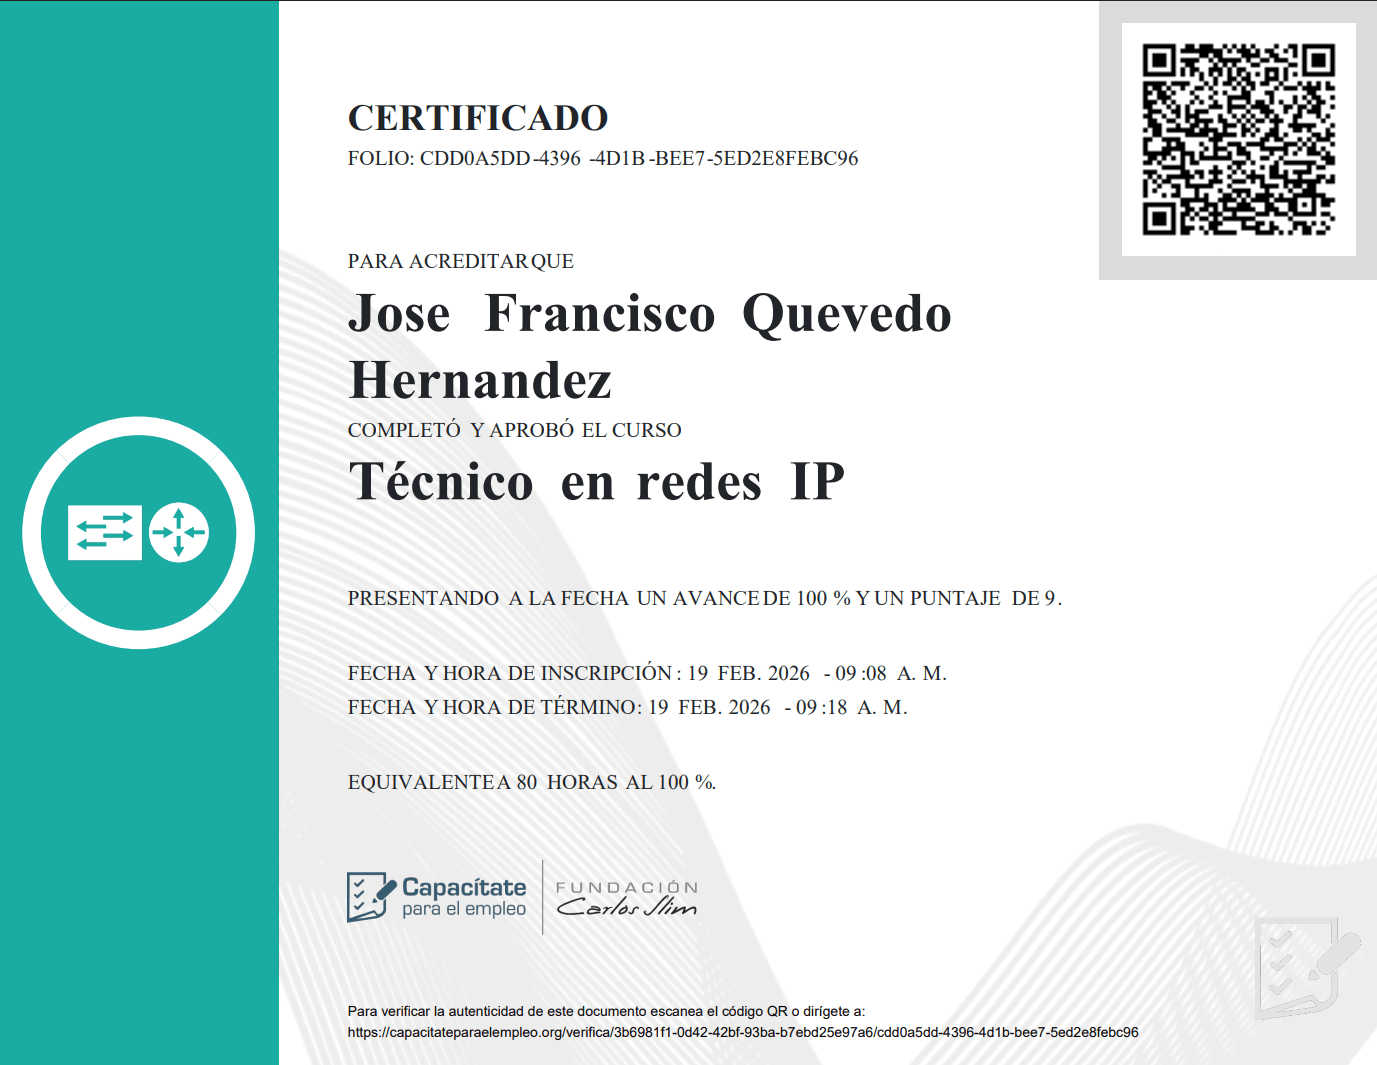 CERTIFICADO
FOLIO: CDD0A5DD-4396 -4D1B -BEE7-5ED2E8FEBC96
PARA ACREDITAR QUE
Jose Francisco Quevedo
Hernandez
COMPLETÓ Y APROBÓ EL CURSO
Técnico en redes IP
PRESENTANDO A LA FECHA UN AVANCE DE 100 % Y UN PUNTAJE DE 9.
FECHA Y HORA DE INSCRIPCIÓN : 19 FEB. 2026 - 09 :08 A. M.
FECHA Y HORA DE TÉRMINO: 19 FEB. 2026 - 09 :18 A. M.
EQUIVALENTE A 80 HORAS AL 100 %.
Capacítate
para el empleo
FUNDACIÓN
Carlos Slim
Para verificar la autenticidad de este documento escanea el código QR o dirígete a:
https://capacitateparaelempleo.org/verifica/3b6981f1-0d42-42bf-93ba-b7ebd25e97a6/cdd0a5dd-4396-4d1b-bee7-5ed2e8febc96